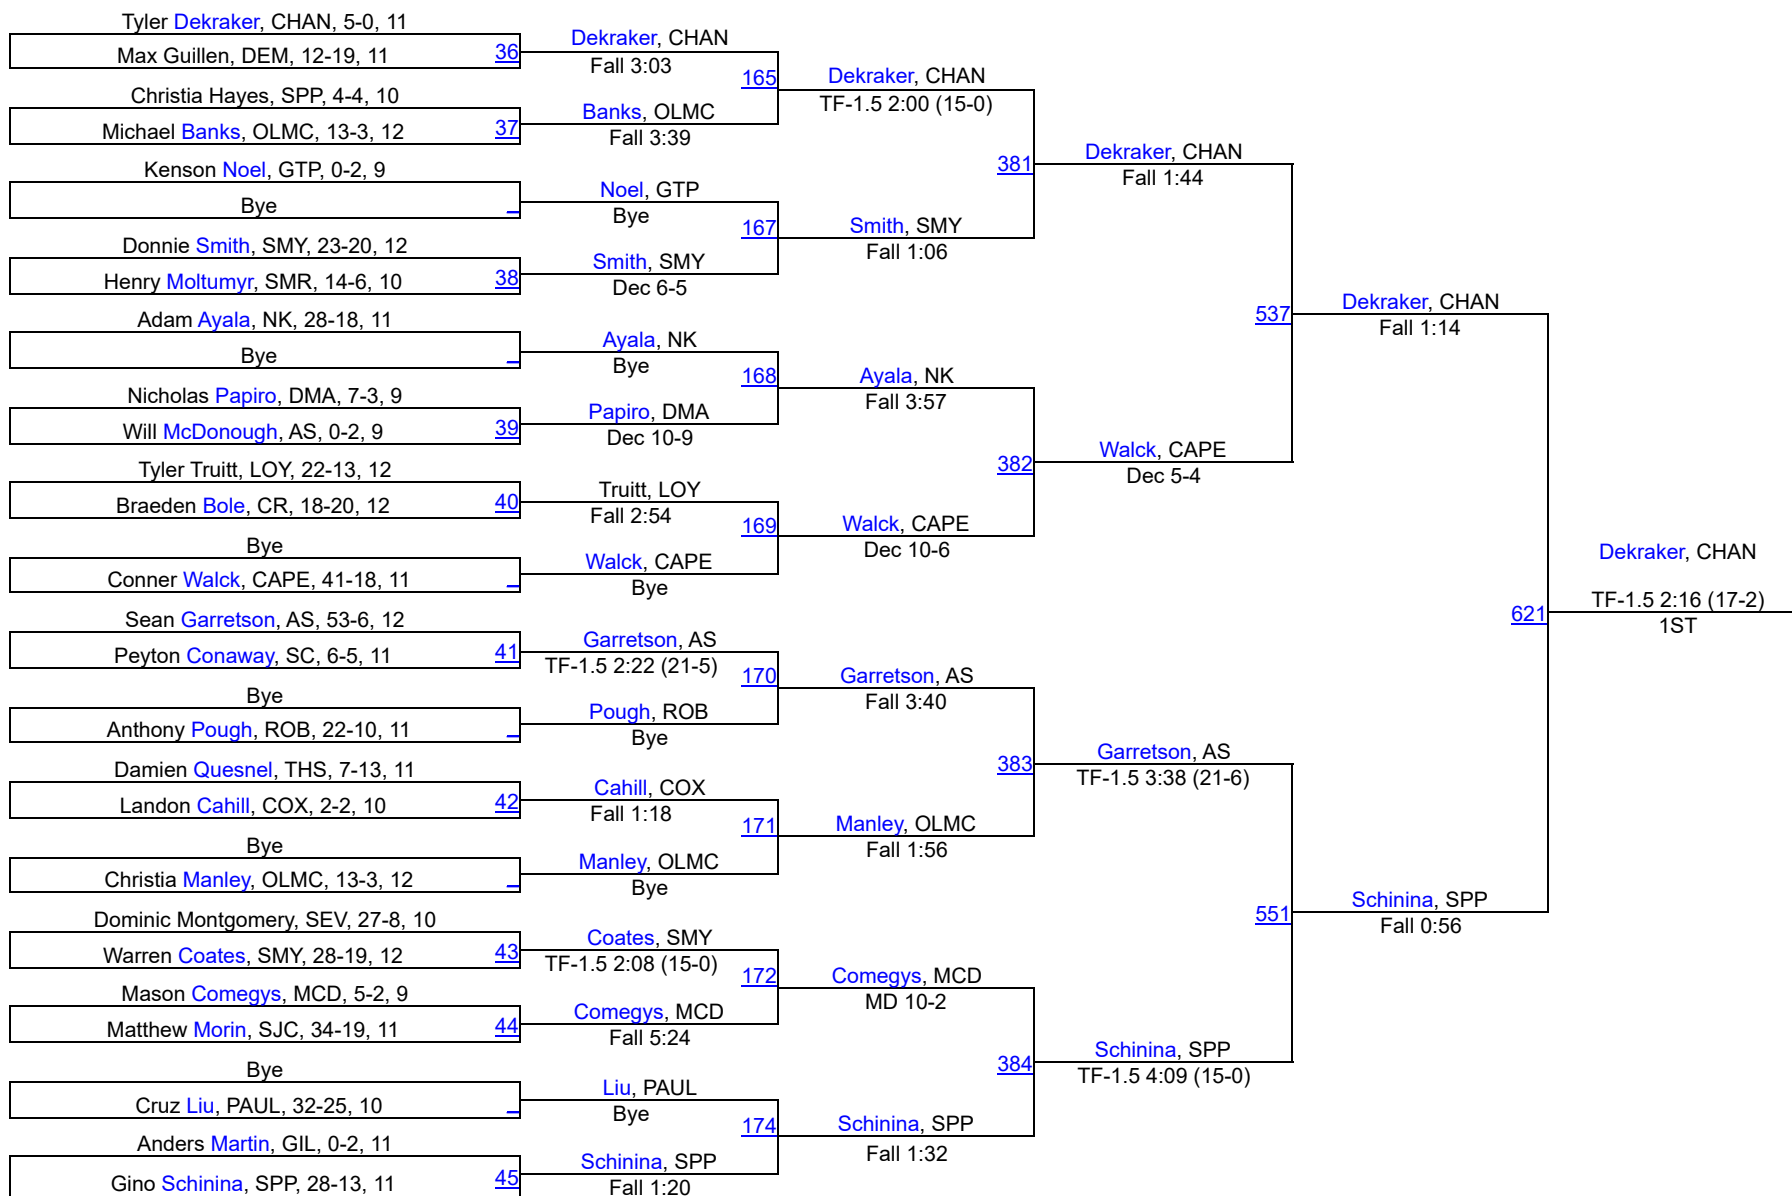 Tyler Dekraker, CHAN, 5-0, 11
Max Guillen, DEM, 12-19, 11
36
Christia Hayes, SPP, 4-4, 10
Michael Banks, OLMC, 13-3, 12
37
Kenson Noel, GTP, 0-2, 9
Bye
Donnie Smith, SMY, 23-20, 12
Henry Moltumyr, SMR, 14-6, 10
38
Adam Ayala, NK, 28-18, 11
Bye
Nicholas Papiro, DMA, 7-3, 9
Will McDonough, AS, 0-2, 9
39
Tyler Truitt, LOY, 22-13, 12
Braeden Bole, CR, 18-20, 12
40
Bye
Conner Walck, CAPE, 41-18, 11
Sean Garretson, AS, 53-6, 12
Peyton Conaway, SC, 6-5, 11
41
Bye
Anthony Pough, ROB, 22-10, 11
Damien Quesnel, THS, 7-13, 11
Landon Cahill, COX, 2-2, 10
42
Bye
Christia Manley, OLMC, 13-3, 12
Dominic Montgomery, SEV, 27-8, 10
Warren Coates, SMY, 28-19, 12
43
Mason Comegys, MCD, 5-2, 9
Matthew Morin, SJC, 34-19, 11
44
Bye
Cruz Liu, PAUL, 32-25, 10
Anders Martin, GIL, 0-2, 11
Gino Schinina, SPP, 28-13, 11
45
Dekraker, CHAN
Fall 3:03
165
Banks, OLMC
Fall 3:39
Noel, GTP
Bye
167
Smith, SMY
Dec 6-5
Ayala, NK
Bye
168
Papiro, DMA
Dec 10-9
Truitt, LOY
Fall 2:54
169
Walck, CAPE
Bye
Garretson, AS
TF-1.5 2:22 (21-5)
170
Pough, ROB
Bye
Cahill, COX
Fall 1:18
171
Manley, OLMC
Bye
Coates, SMY
TF-1.5 2:08 (15-0)
172
Comegys, MCD
Fall 5:24
Liu, PAUL
Bye
174
Schinina, SPP
Fall 1:20
Dekraker, CHAN
TF-1.5 2:00 (15-0)
381
Smith, SMY
Fall 1:06
Ayala, NK
Fall 3:57
382
Walck, CAPE
Dec 10-6
Garretson, AS
Fall 3:40
383
Manley, OLMC
Fall 1:56
Comegys, MCD
MD 10-2
384
Schinina, SPP
Fall 1:32
Dekraker, CHAN
Fall 1:44
537
Walck, CAPE
Dec 5-4
Garretson, AS
TF-1.5 3:38 (21-6)
551
Schinina, SPP
TF-1.5 4:09 (15-0)
Dekraker, CHAN
Fall 1:14
621
Schinina, SPP
Fall 0:56
Dekraker, CHAN
TF-1.5 2:16 (17-2)
1ST